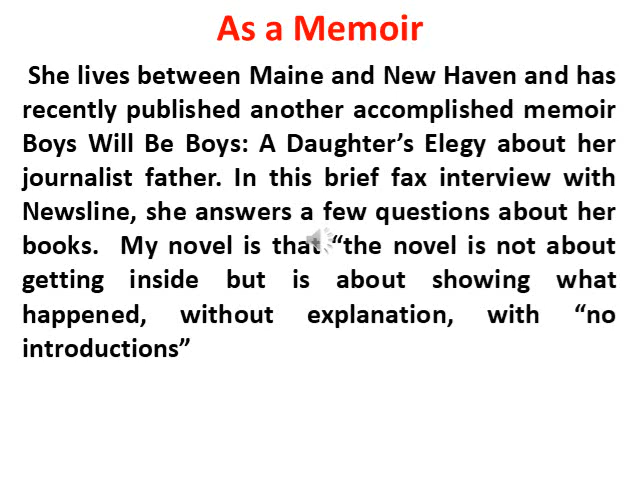 As a Memoir
She lives between Maine and New Haven and has
recently published another accomplished memoir
Boys Will Be Boys: A Daughter’s Elegy about her
journalist father. In this brief fax interview with
Newsline, she answers a few questions about her
books. My novel is that “the novel is not about
getting inside but is about showing what
happened, without explanation, with “no
introductions”